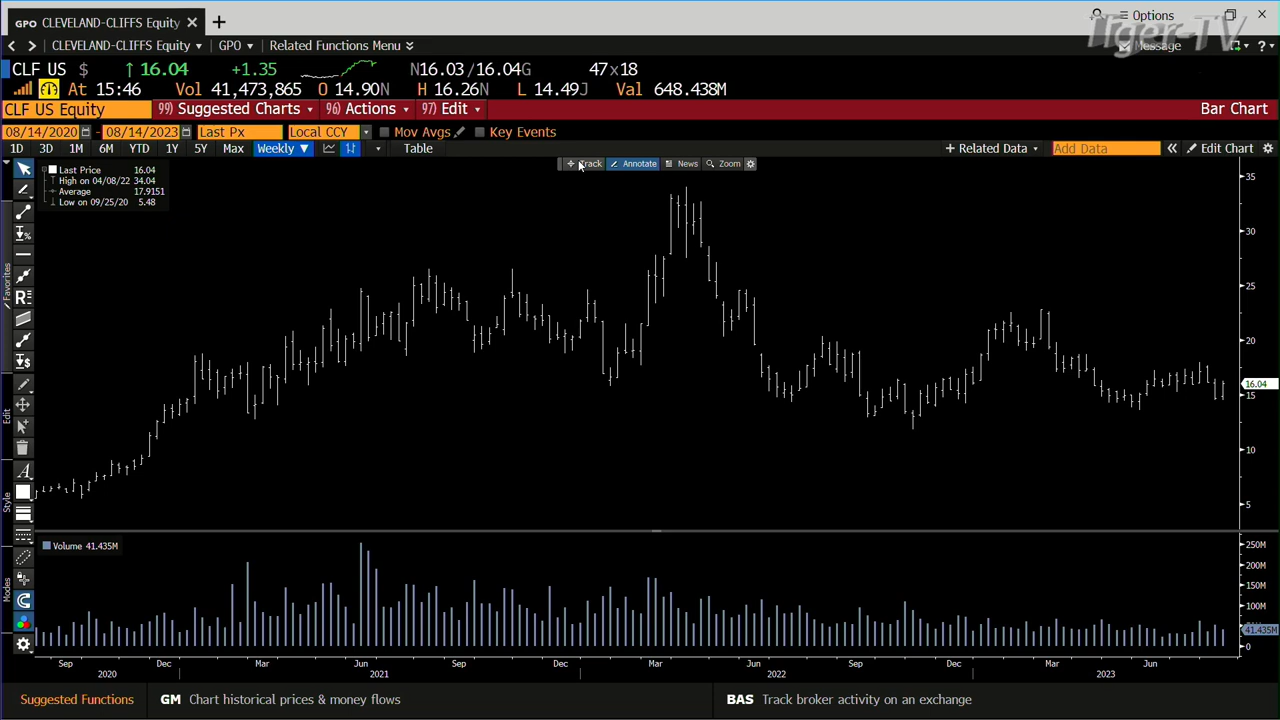 GPO CLEVELAND-CLIFFS Equity × +
Options
Tiger-TV
CLEVELAND-CLIFFS Equity GPO Related Functions Menu
Message ?
CLF US $ ↑ 16.04 +1.35 N16.03 / 16.04G 47 x 18
At 15:46 Vol 41,473,865 O 14.90N H 16.26N L 14.49J Val 648.438M
CLF US Equity 99) Suggested Charts 96) Actions 97) Edit Bar Chart
08/14/2020 - 08/14/2023 Last Px Local CCY Mov Avgs Key Events
1D 3D 1M 6M YTD 1Y 5Y Max Weekly ▼ Table + Related Data Add Data « Edit Chart
Track Annotate News Zoom
Last Price 16.04
High on 04/08/22 34.04
Average 17.9151
Low on 09/25/20 5.48
35
30
25
20
16.04
15
10
5
Favorites
Edit
Style
Modes
Volume 41.435M
250M
200M
150M
100M
41.435M
0
Sep Dec Mar Jun Sep Dec Mar Jun Sep Dec Mar Jun
2020 2021 2022 2023
Suggested Functions GM Chart historical prices & money flows BAS Track broker activity on an exchange